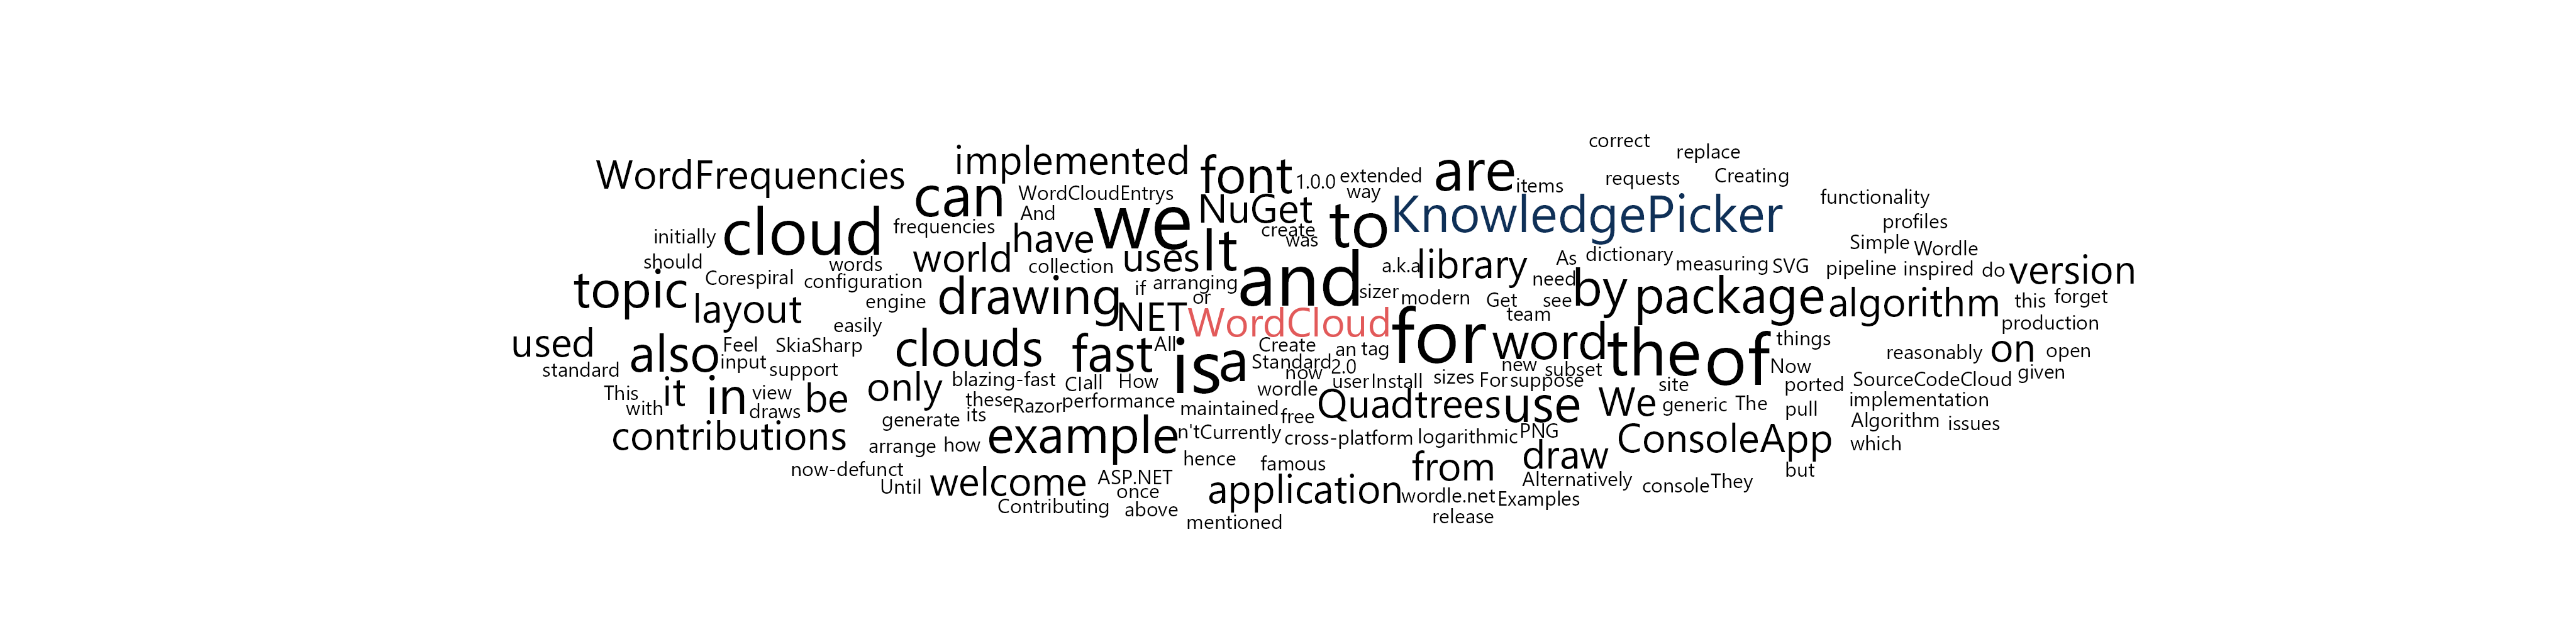 correct
replace
implemented
WordFrequencies
font
1.0.0
extended
are
items
requests
Creating
can
WordCloudEntrys
way
functionality
And
we
NuGet
to
KnowledgePicker
profiles
cloud
frequencies
initially
have
It
create
was
Simple
Wordle
should
words
world
collection
uses
and
a.k.a
library
As
dictionary
measuring
SVG
pipeline
inspired
do
version
topic
Corespiral
configuration
engine
drawing
if
arranging
or
sizer
modern
Get
need
see
by
package
algorithm
this
forget
layout
easily
NET
WordCloud
for
team
production
used
also
Feel
SkiaSharp
clouds
fast
All
is
a
Create
an
tag
word
the
of
things
reasonably
on
open
standard
input
support
Standard
2.0
new
subset
Now
given
This
with
it
in
view
draws
be
only
blazing-fast
CIall
How
now
wordle
user
Install
sizes
For
suppose
site
ported
SourceCodeCloud
implementation
these
Razor
performance
generate
its
maintained
free
Quadtrees
use
We
generic
The
pull
Algorithm
issues
contributions
arrange
how
example
n't
Currently
cross-platform
logarithmic
PNG
ConsoleApp
which
now-defunct
hence
famous
from
draw
but
Until
welcome
ASP.NET
once
application
wordle.net
Alternatively
Examples
console
They
Contributing
above
mentioned
release